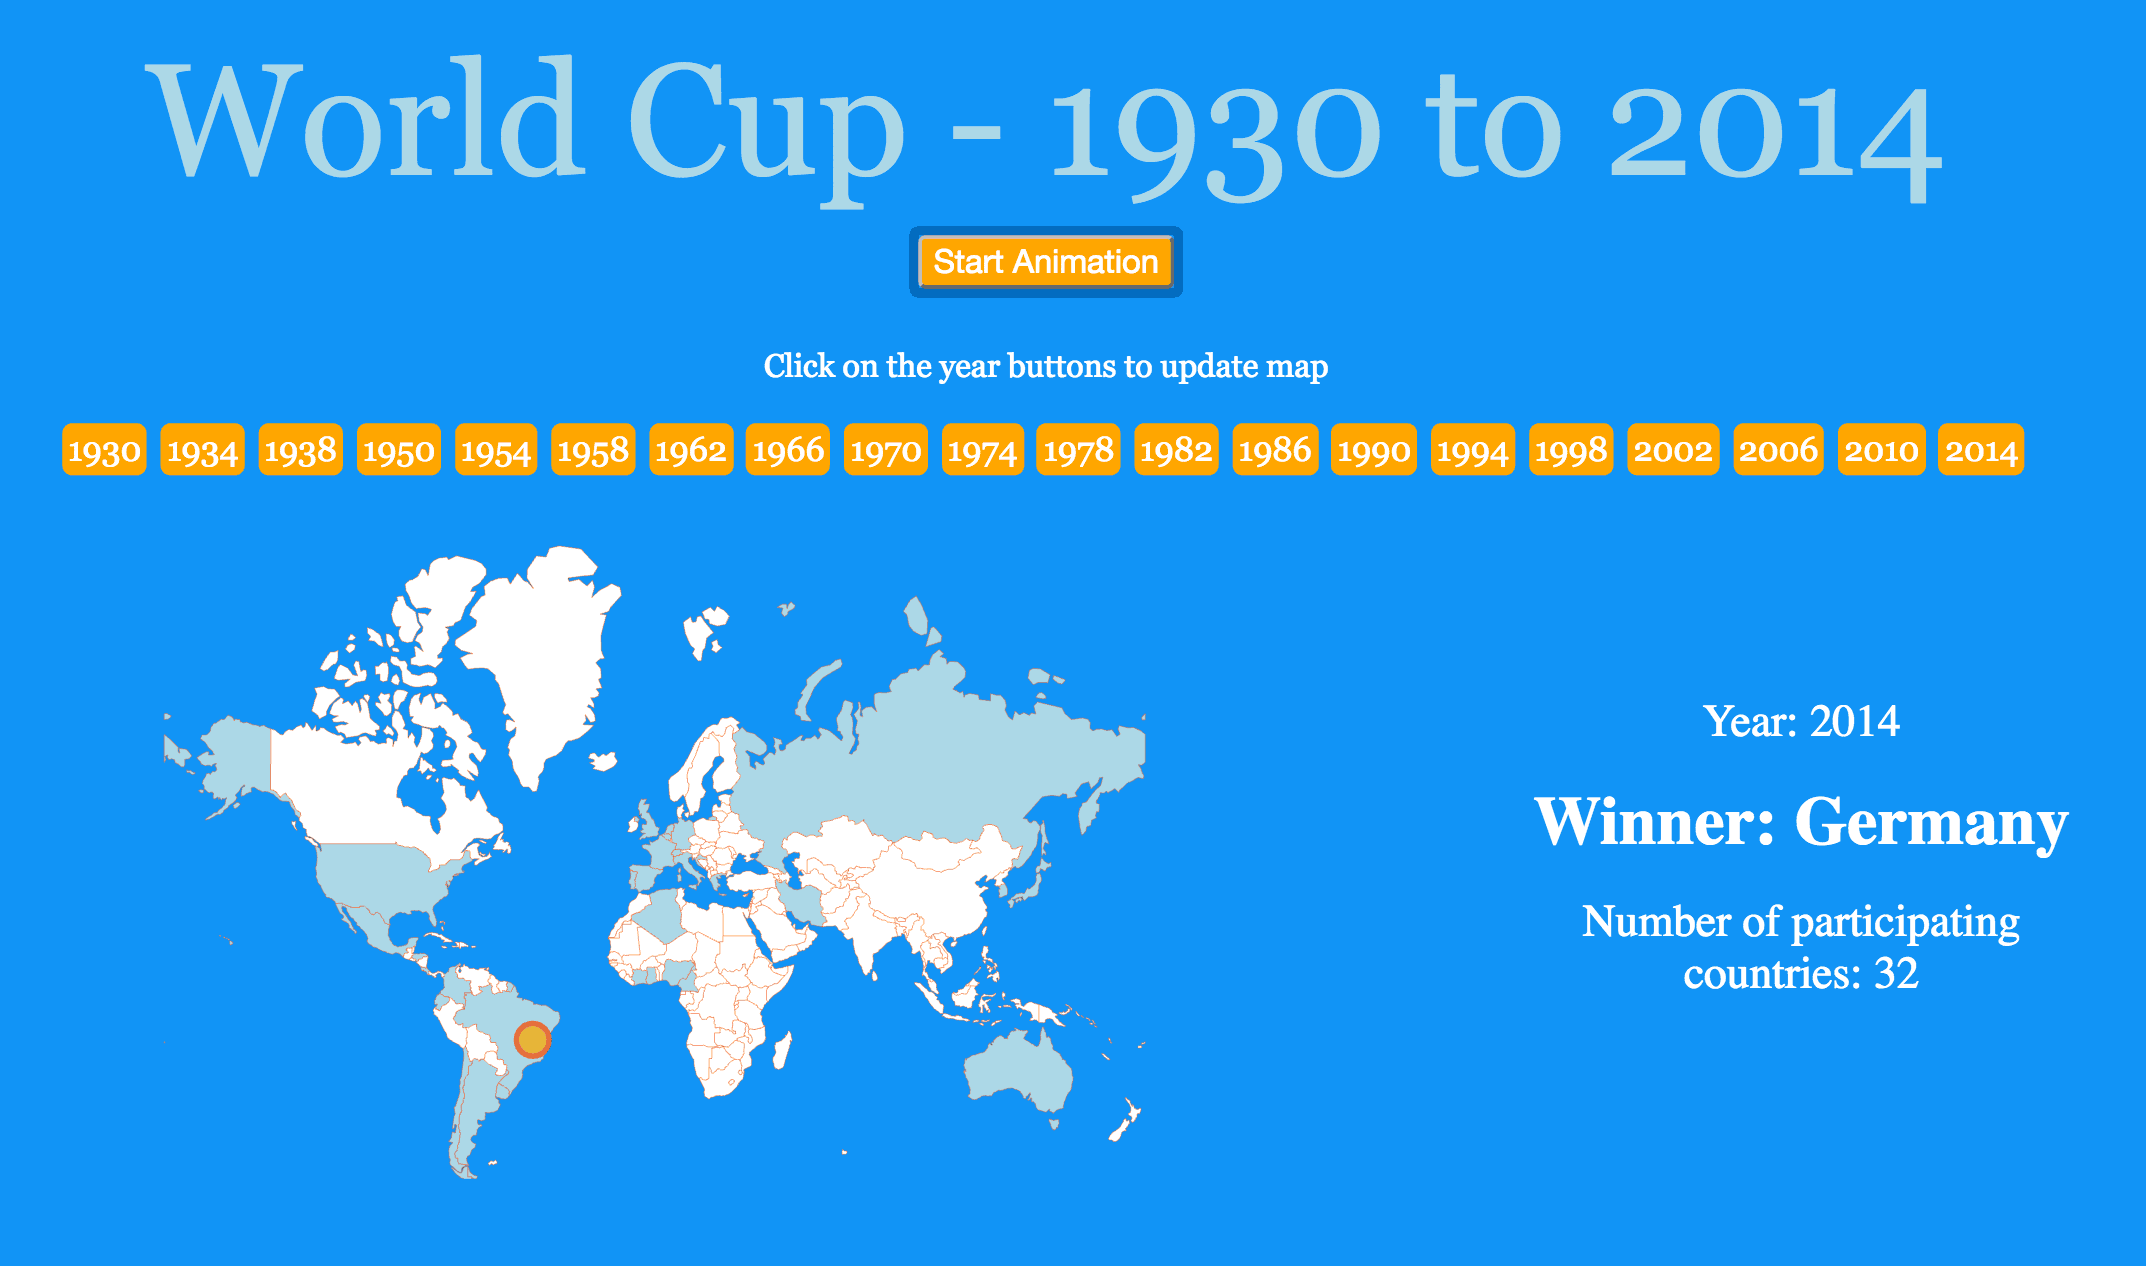 World Cup - 1930 to 2014
Start Animation
Click on the year buttons to update map
1930 1934 1938 1950 1954 1958 1962 1966 1970 1974 1978 1982 1986 1990 1994 1998 2002 2006 2010 2014
Year: 2014
Winner: Germany
Number of participating
countries: 32